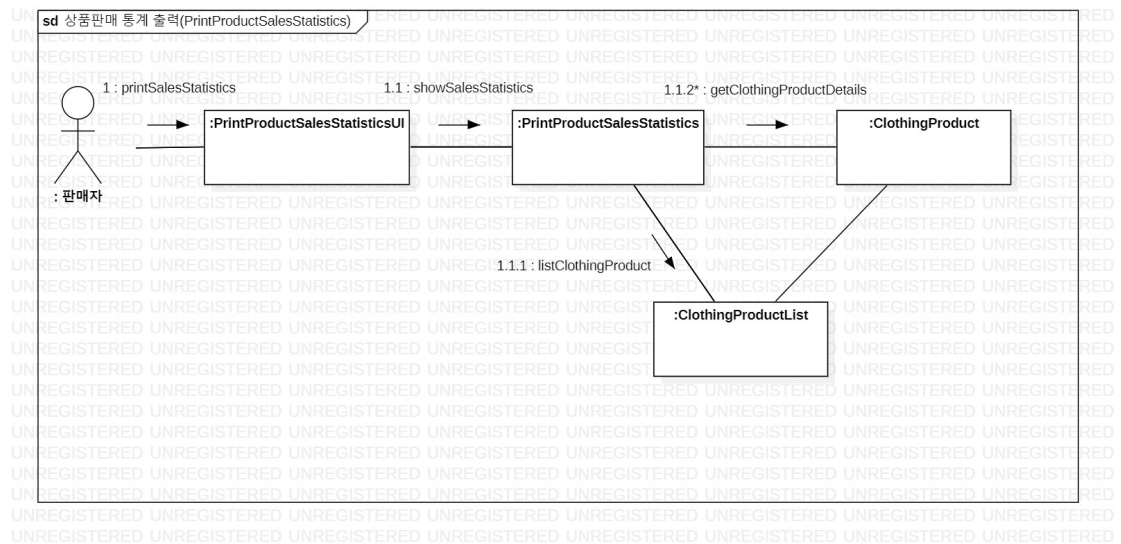 sd 상품판매 통계 출력(PrintProductSalesStatistics)
1 : printSalesStatistics
1.1 : showSalesStatistics
1.1.2* : getClothingProductDetails
:PrintProductSalesStatisticsUI
:PrintProductSalesStatistics
:ClothingProduct
: 판매자
1.1.1 : listClothingProduct
:ClothingProductList
UNREGISTERED